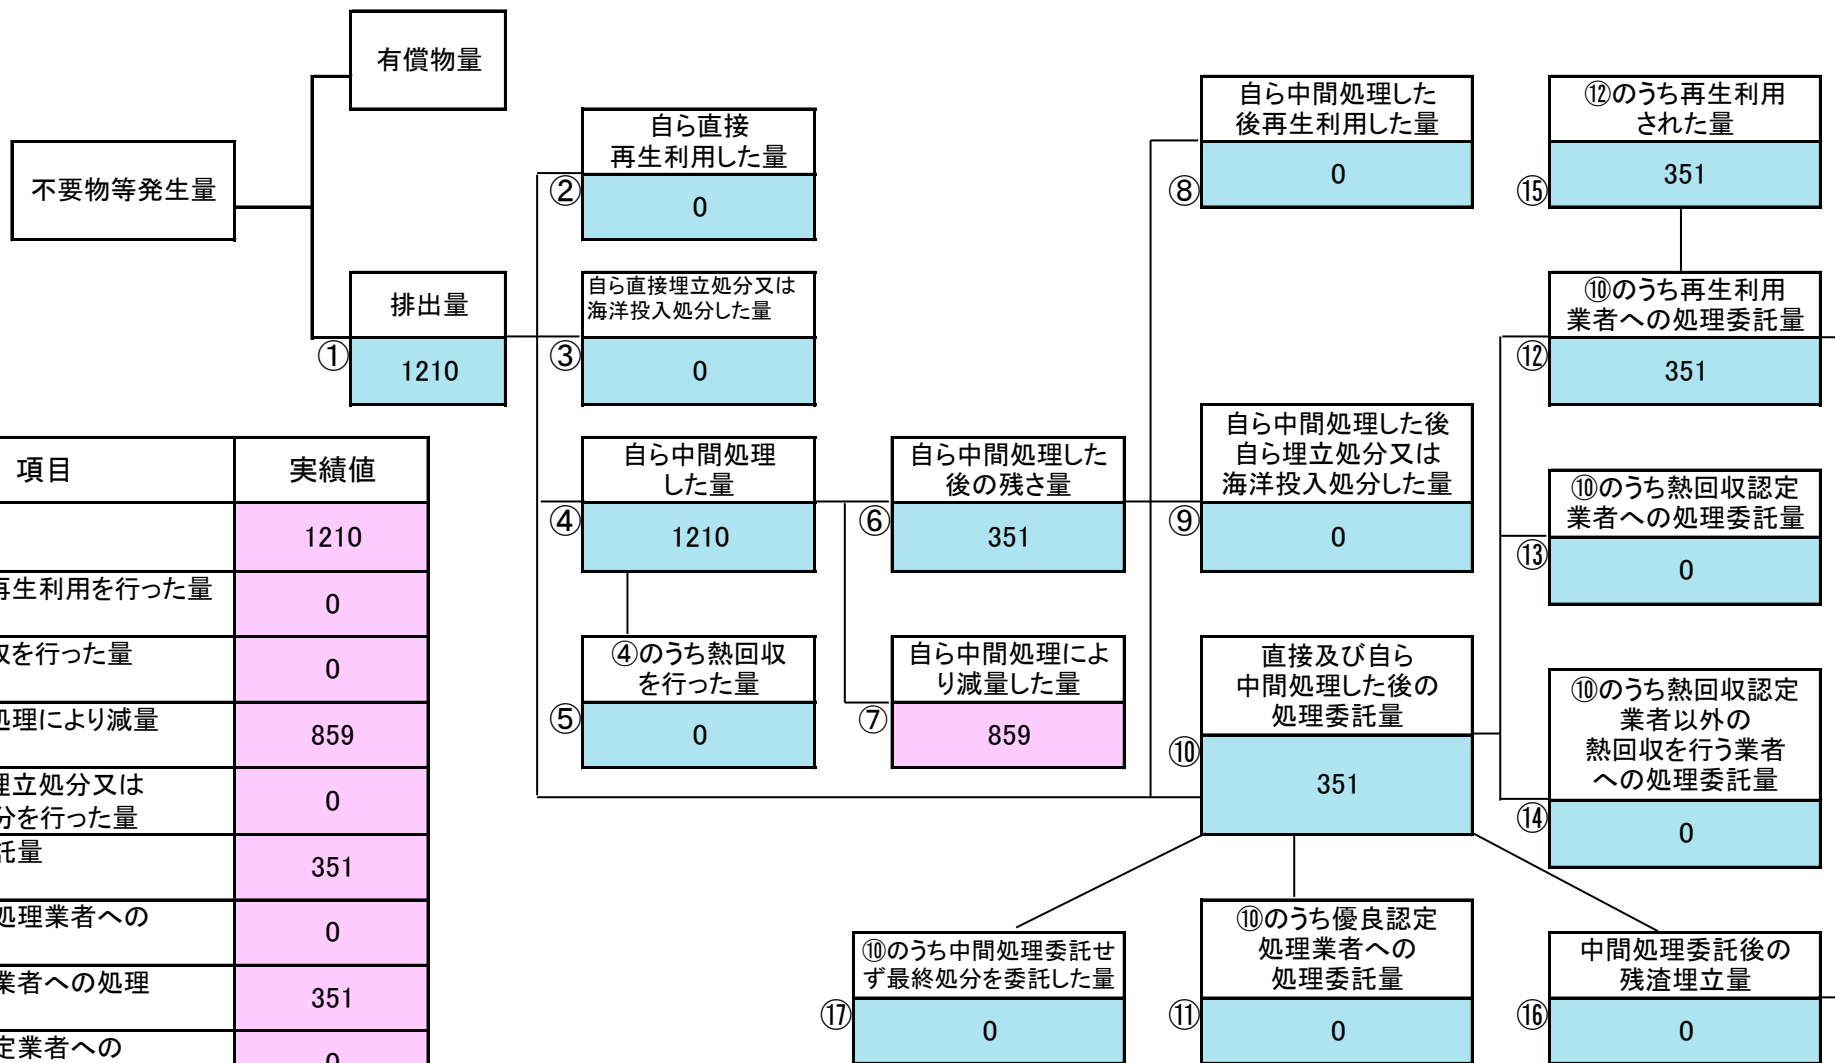 有償物量
不要物等発生量
排出量
①
1210
自ら直接
再生利用した量
②
0
自ら直接埋立処分又は
海洋投入処分した量
③
0
自ら中間処理
した量
④
1210
④のうち熱回収
を行った量
⑤
0
自ら中間処理した
後の残さ量
⑥
351
自ら中間処理によ
り減量した量
⑦
859
自ら中間処理した
後再生利用した量
⑧
0
自ら中間処理した後
自ら埋立処分又は
海洋投入処分した量
⑨
0
直接及び自ら
中間処理した後の
処理委託量
⑩
351
⑫のうち再生利用
された量
⑮
351
⑩のうち再生利用
業者への処理委託量
⑫
351
⑩のうち熱回収認定
業者への処理委託量
⑬
0
⑩のうち熱回収認定
業者以外の
熱回収を行う業者
への処理委託量
⑭
0
⑩のうち中間処理委託せ
ず最終処分を委託した量
⑰
0
⑩のうち優良認定
処理業者への
処理委託量
⑪
0
中間処理委託後の
残渣埋立量
⑯
0
項目 実績値
1210
再生利用を行った量
0
を行った量
0
処理により減量
859
埋立処分又は
分を行った量
0
託量
351
処理業者への
0
業者への処理
351
定業者への
0